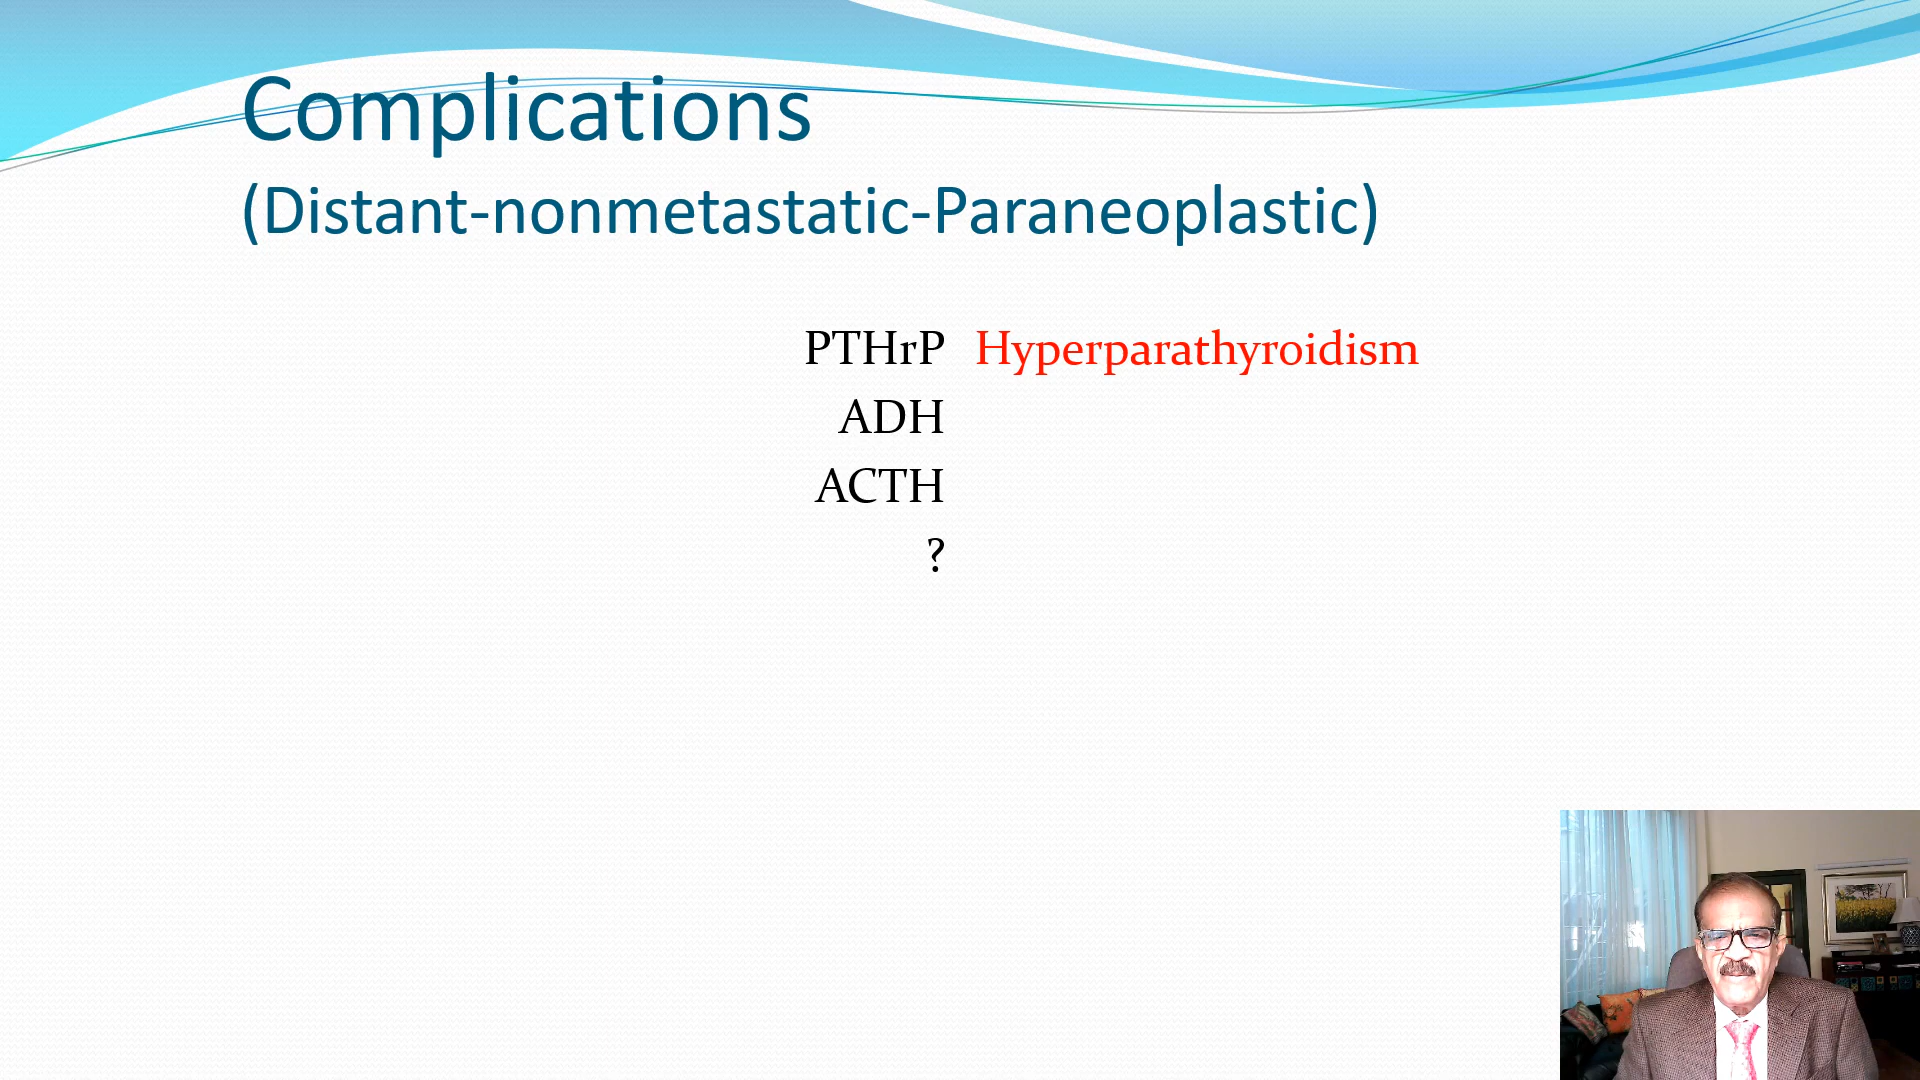 Complications
(Distant-nonmetastatic-Paraneoplastic)
PTHrP Hyperparathyroidism
ADH
ACTH
?